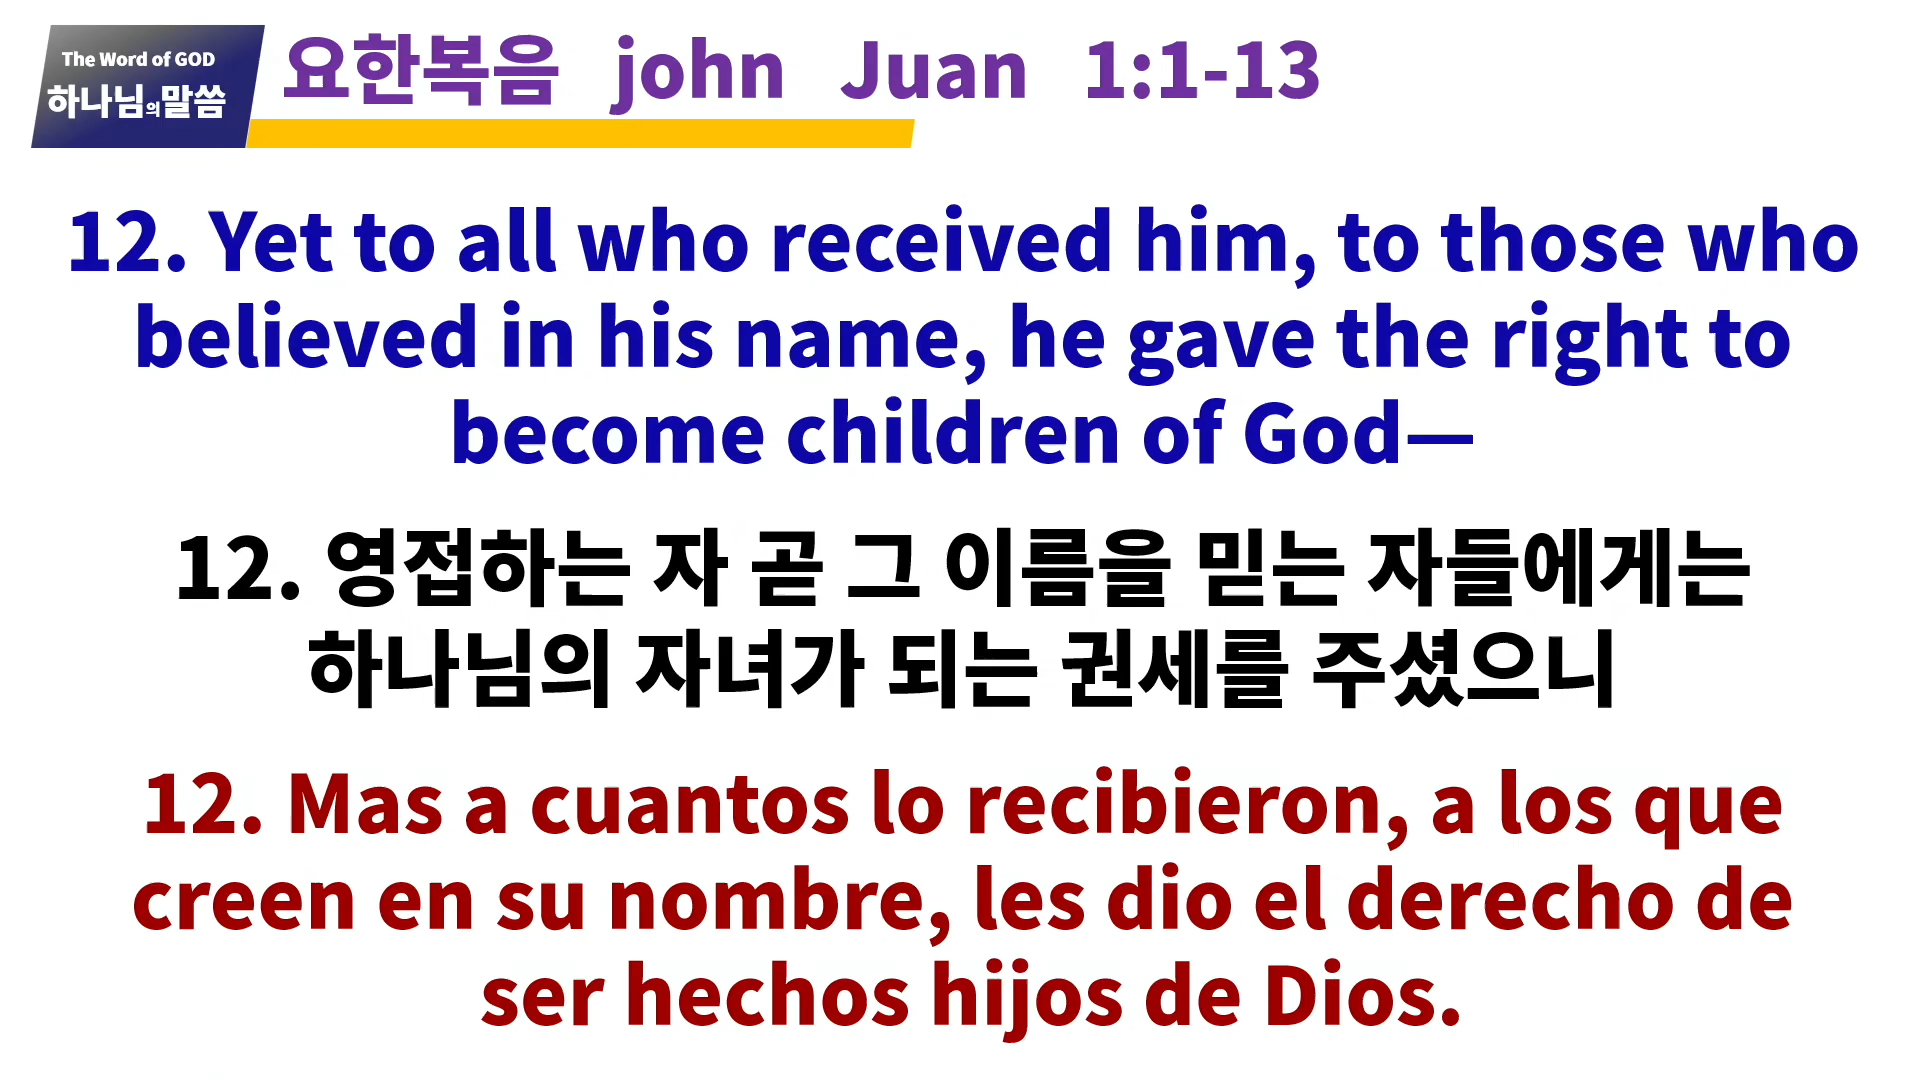 The Word of GOD
하나님의말씀
요한복음 john Juan 1:1-13
12. Yet to all who received him, to those who
believed in his name, he gave the right to
become children of God—
12. 영접하는 자 곧 그 이름을 믿는 자들에게는
하나님의 자녀가 되는 권세를 주셨으니
12. Mas a cuantos lo recibieron, a los que
creen en su nombre, les dio el derecho de
ser hechos hijos de Dios.